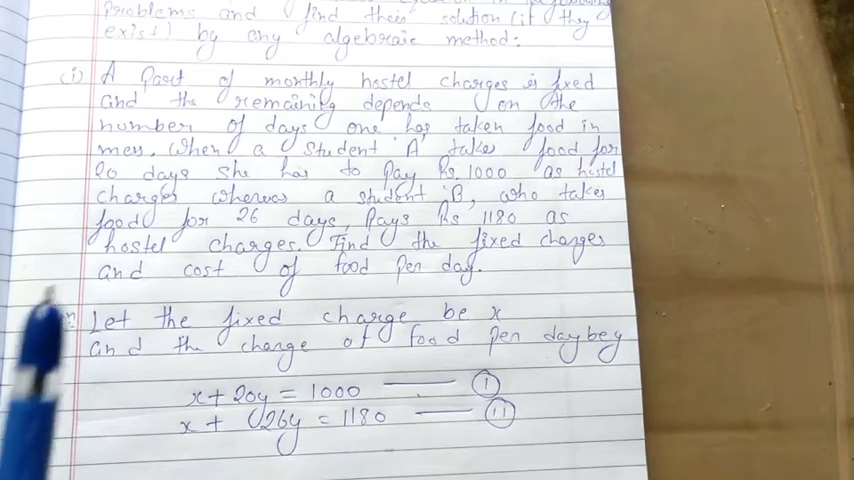 problems and find their solution (if they
exist) by any algebraic method:
(i) A part of monthly hostel charges is fixed
and the remaining depends on the
number of days one has taken food in
mess. When a student 'A' takes food for
20 days she has to pay Rs. 1000 as hostel
charges whereas a student 'B', who takes
food for 26 days, pays Rs 1180 as
hostel charges. Find the fixed charges
and cost of food per day.
Let the fixed charge be x
and the charge of food per day be y
x + 20y = 1000 —— (I)
x + 26y = 1180 —— (II)